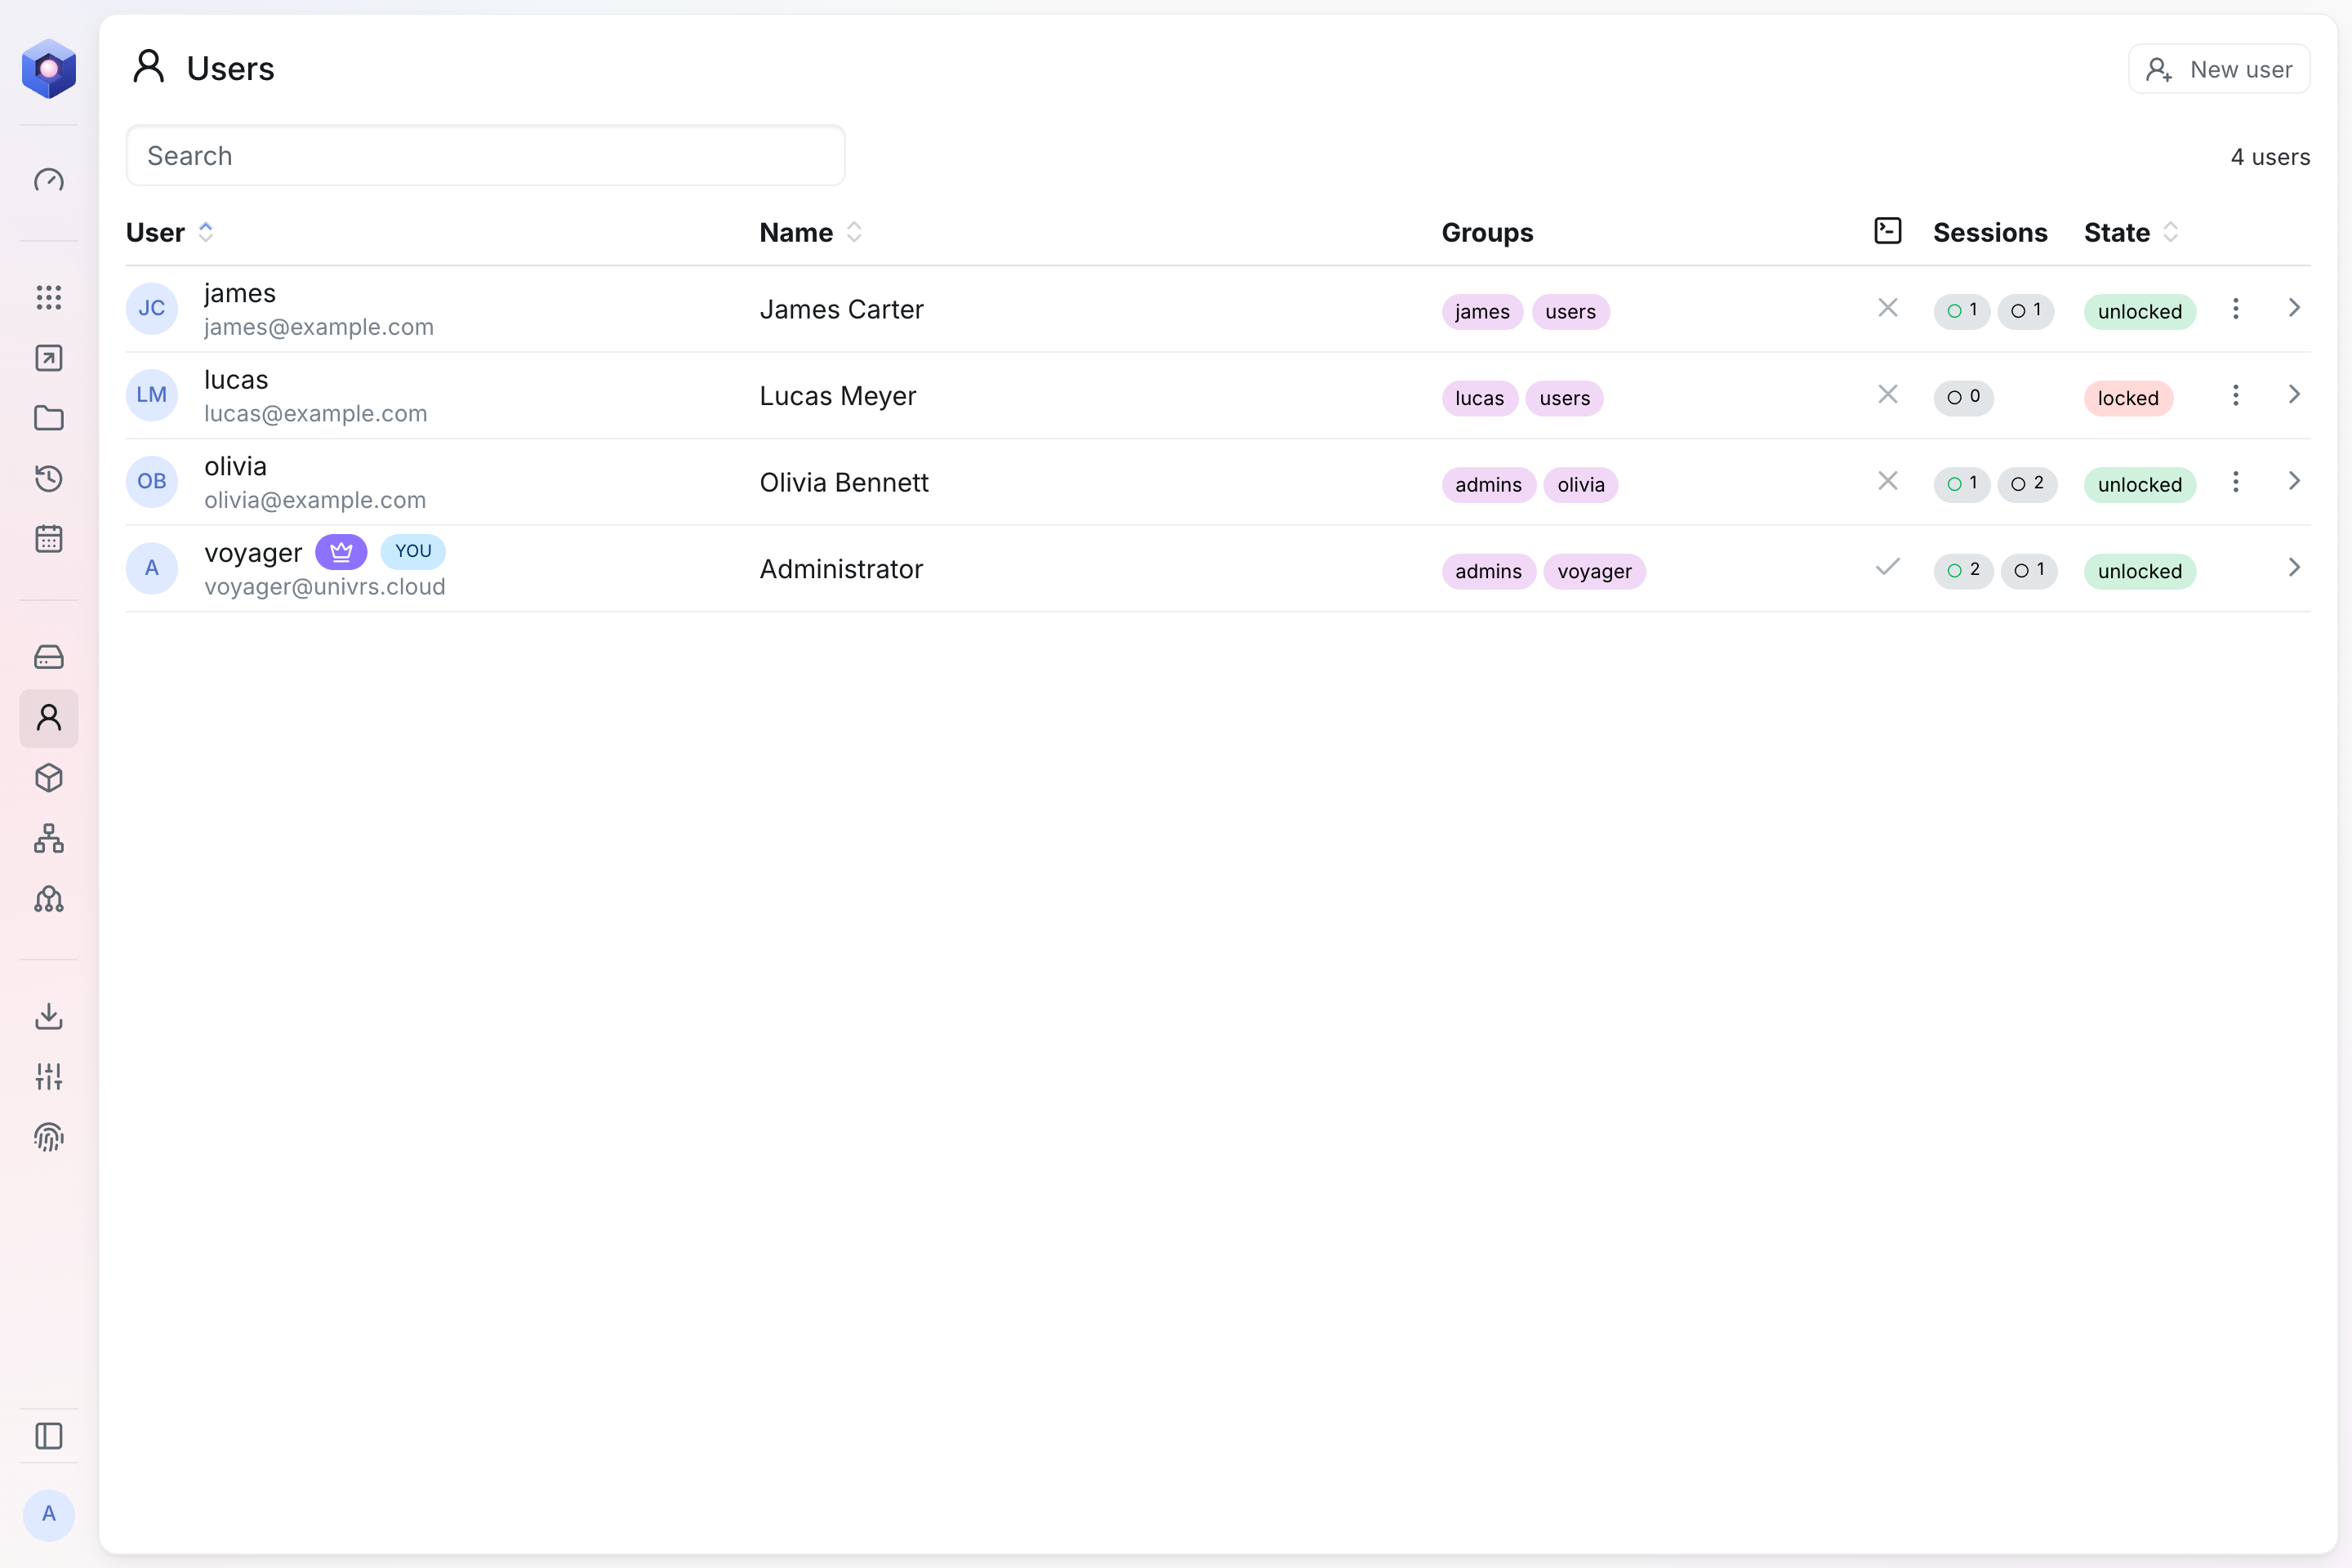 Users
New user
Search
4 users
User Name Groups Sessions State
JC james james@example.com James Carter james users 1 1 unlocked
LM lucas lucas@example.com Lucas Meyer lucas users 0 locked
OB olivia olivia@example.com Olivia Bennett admins olivia 1 2 unlocked
A voyager YOU voyager@univrs.cloud Administrator admins voyager 2 1 unlocked
A